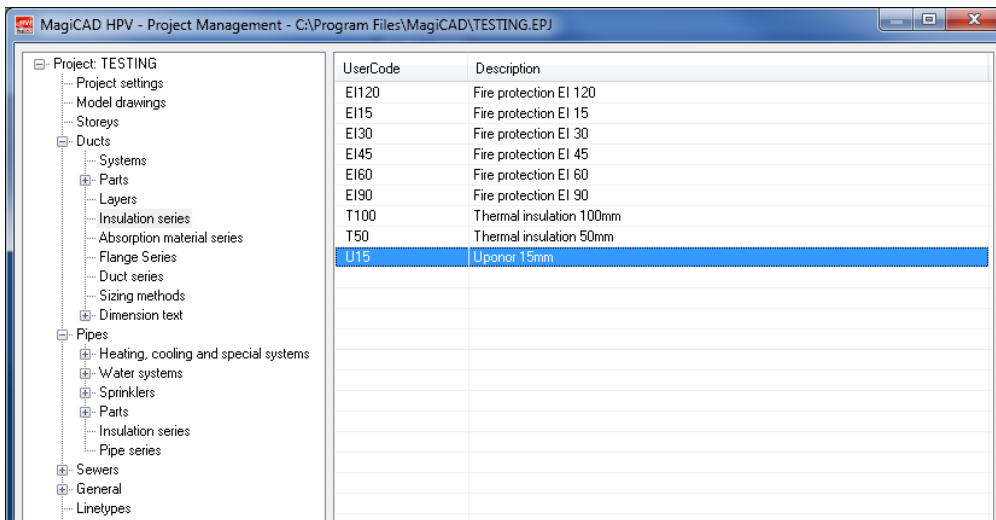 MagiCAD HPV - Project Management - C:\Program Files\MagiCAD\TESTING.EPJ
Project: TESTING
Project settings
Model drawings
Storeys
Ducts
Systems
Parts
Layers
Insulation series
Absorption material series
Flange Series
Duct series
Sizing methods
Dimension text
Pipes
Heating, cooling and special systems
Water systems
Sprinklers
Parts
Insulation series
Pipe series
Sewers
General
Linetypes
UserCode Description
EI120 Fire protection EI 120
EI15 Fire protection EI 15
EI30 Fire protection EI 30
EI45 Fire protection EI 45
EI60 Fire protection EI 60
EI90 Fire protection EI 90
T100 Thermal insulation 100mm
T50 Thermal insulation 50mm
U15 Uponor 15mm